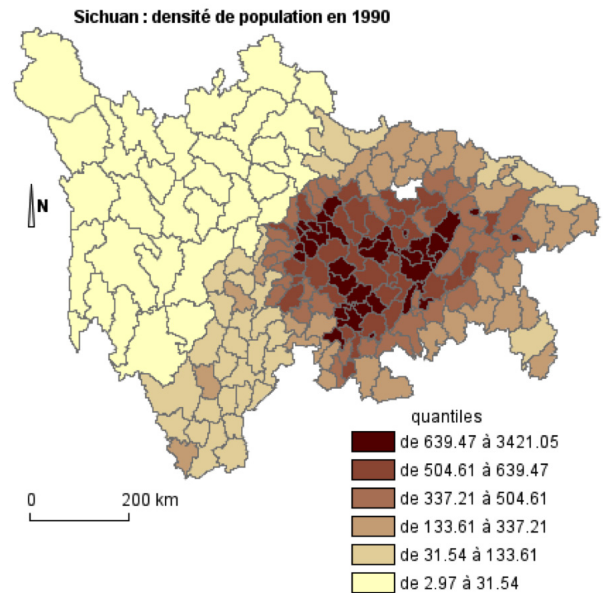 Sichuan : densité de population en 1990
N
quantiles
de 639.47 à 3421.05
de 504.61 à 639.47
de 337.21 à 504.61
de 133.61 à 337.21
de 31.54 à 133.61
de 2.97 à 31.54
0 200 km